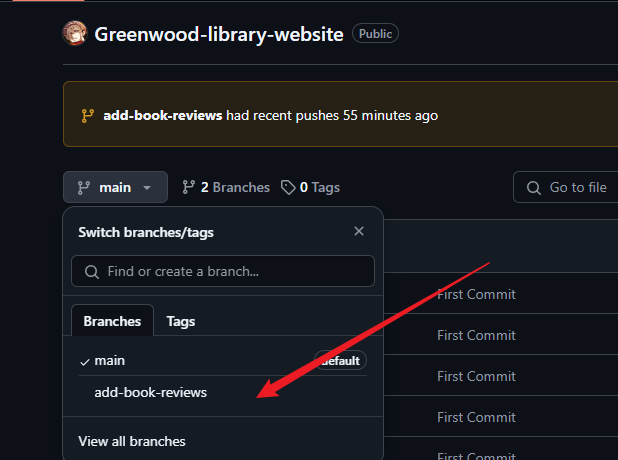 Greenwood-library-website Public
add-book-reviews had recent pushes 55 minutes ago
main 2 Branches 0 Tags Go to file
Switch branches/tags
Find or create a branch...
Branches Tags
main default
add-book-reviews
View all branches
First Commit
First Commit
First Commit
First Commit
First Commit